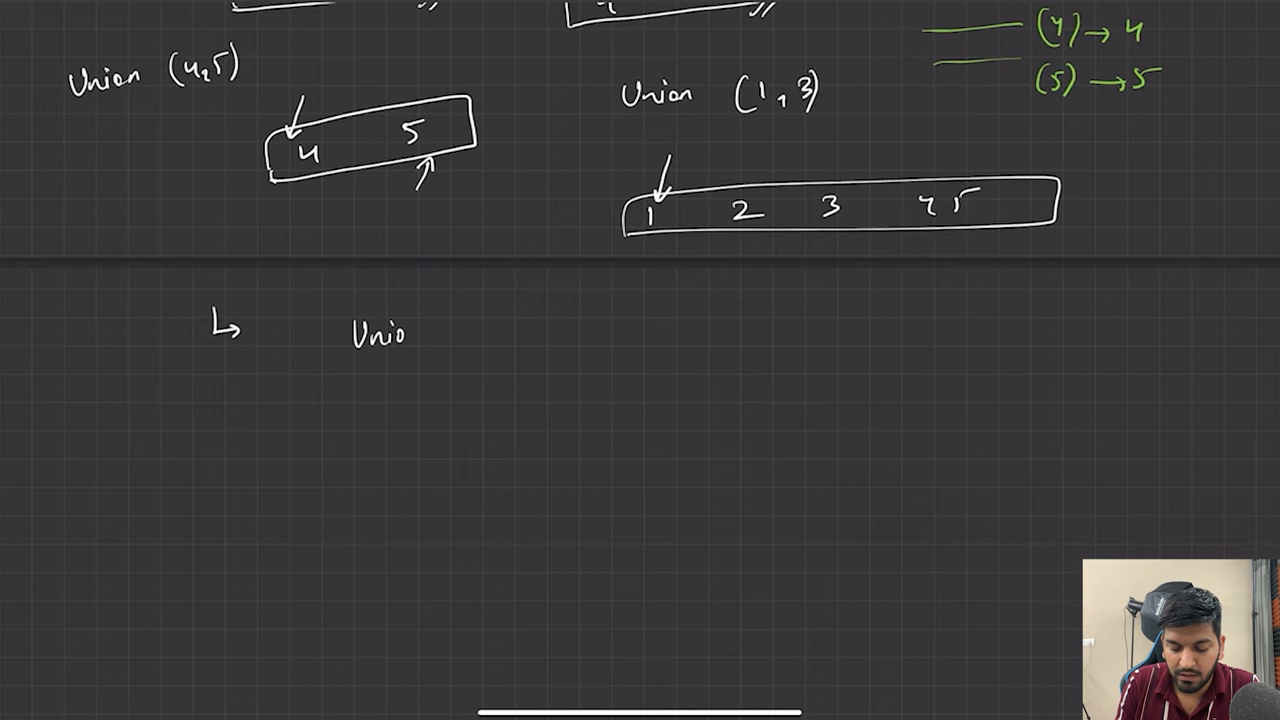 (4) → 4
Union (4,5)
(5) → 5
Union (1, 3)
4 5
1 2 3 4 5
↳ Unio